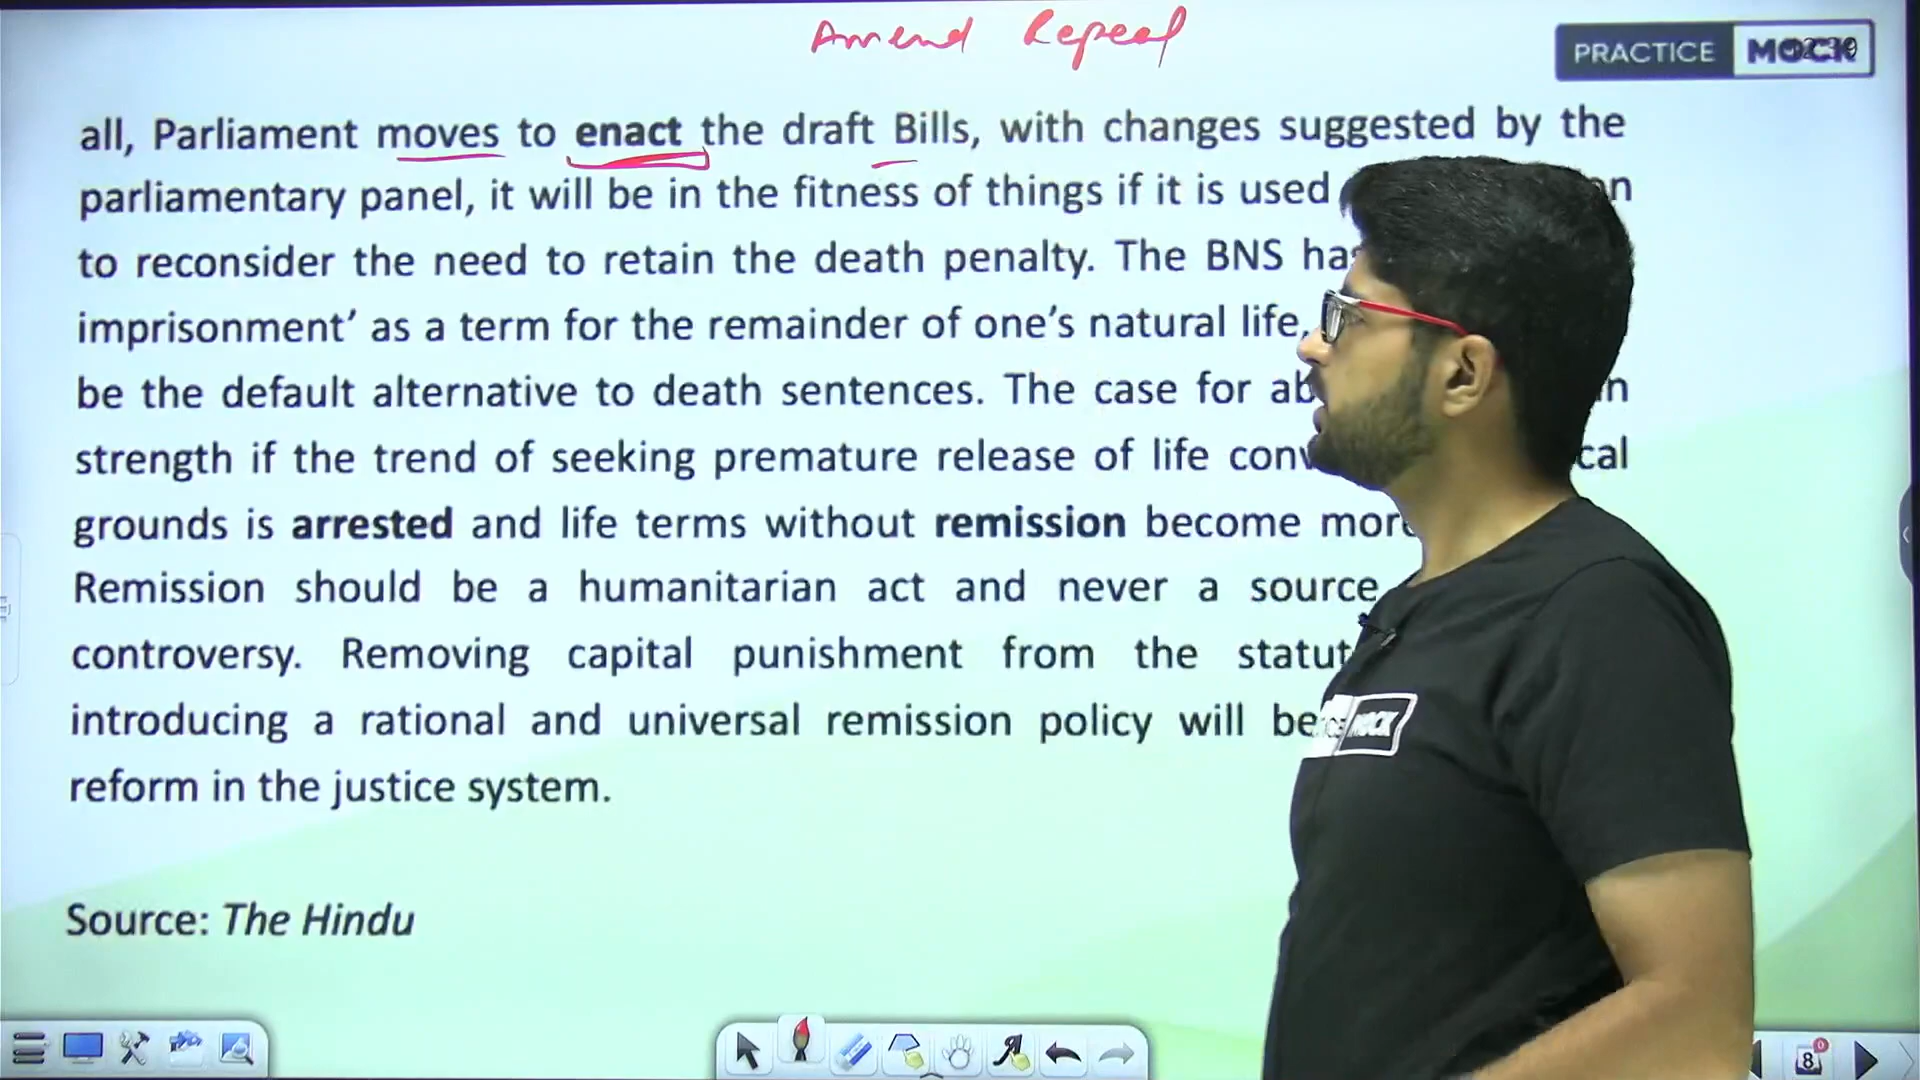 Amend Repeal
PRACTICE MOCK
all, Parliament moves to enact the draft Bills, with changes suggested by the
parliamentary panel, it will be in the fitness of things if it is used
to reconsider the need to retain the death penalty. The BNS has
imprisonment’ as a term for the remainder of one’s natural life,
be the default alternative to death sentences. The case for
strength if the trend of seeking premature release of life
grounds is arrested and life terms without remission become more
Remission should be a humanitarian act and never a source
controversy. Removing capital punishment from the
introducing a rational and universal remission policy will be
reform in the justice system.
MOCK
Source: The Hindu
8